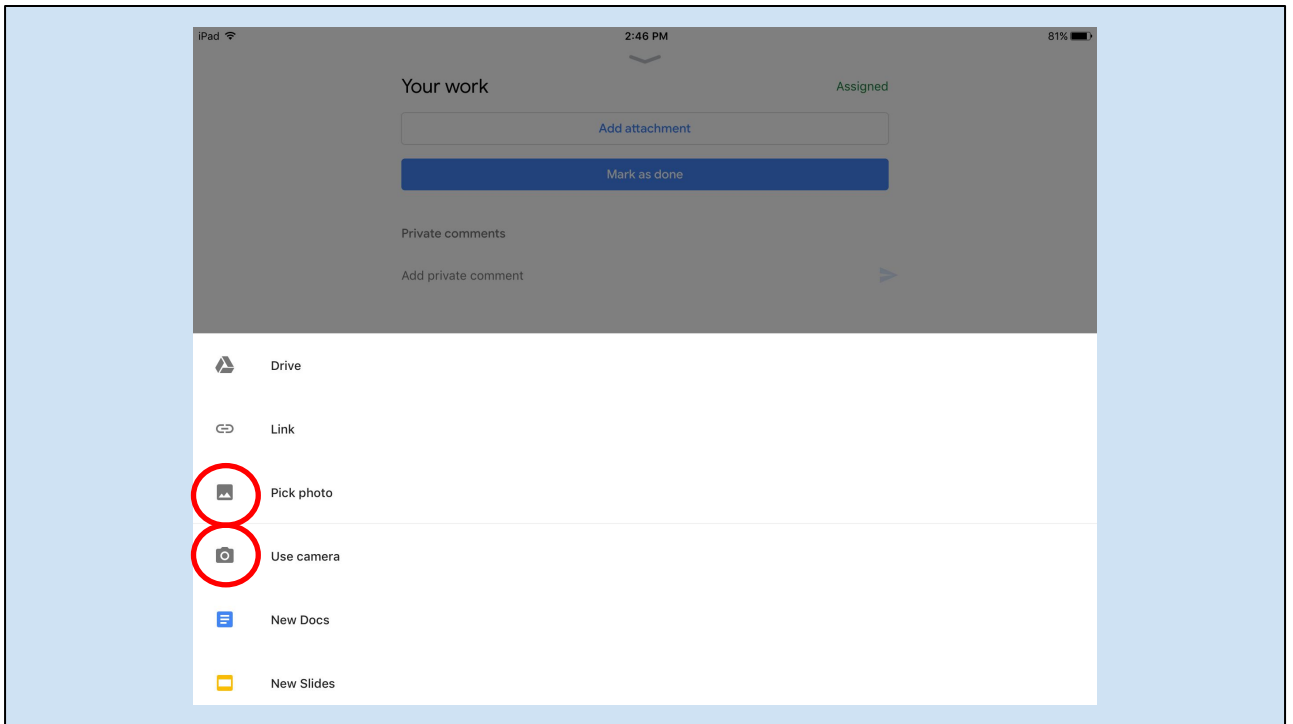 iPad 2:46 PM 81%
Your work Assigned
Add attachment
Mark as done
Private comments
Add private comment
Drive
Link
Pick photo
Use camera
New Docs
New Slides